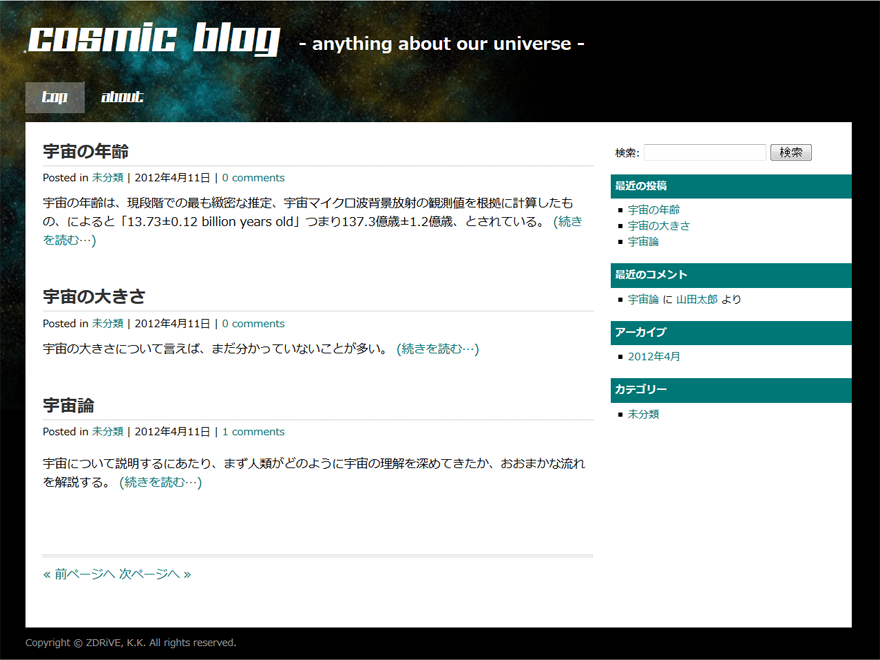 cosmic blog
- anything about our universe -
top
about
宇宙の年齢
Posted in 未分類 | 2012年4月11日 | 0 comments
宇宙の年齢は、現段階での最も緻密な推定、宇宙マイクロ波背景放射の観測値を根拠に計算したも
の、によると「13.73±0.12 billion years old」つまり137.3億歳±1.2億歳、とされている。 (続き
を読む…)
宇宙の大きさ
Posted in 未分類 | 2012年4月11日 | 0 comments
宇宙の大きさについて言えば、まだ分かっていないことが多い。 (続きを読む…)
宇宙論
Posted in 未分類 | 2012年4月11日 | 1 comments
宇宙について説明するにあたり、まず人類がどのように宇宙の理解を深めてきたか、おおまかな流れ
を解説する。 (続きを読む…)
« 前ページへ 次ページへ »
検索: 検索
最近の投稿
宇宙の年齢
宇宙の大きさ
宇宙論
最近のコメント
宇宙論 に 山田太郎 より
アーカイブ
2012年4月
カテゴリー
未分類
Copyright © ZDRiVE, K.K. All rights reserved.